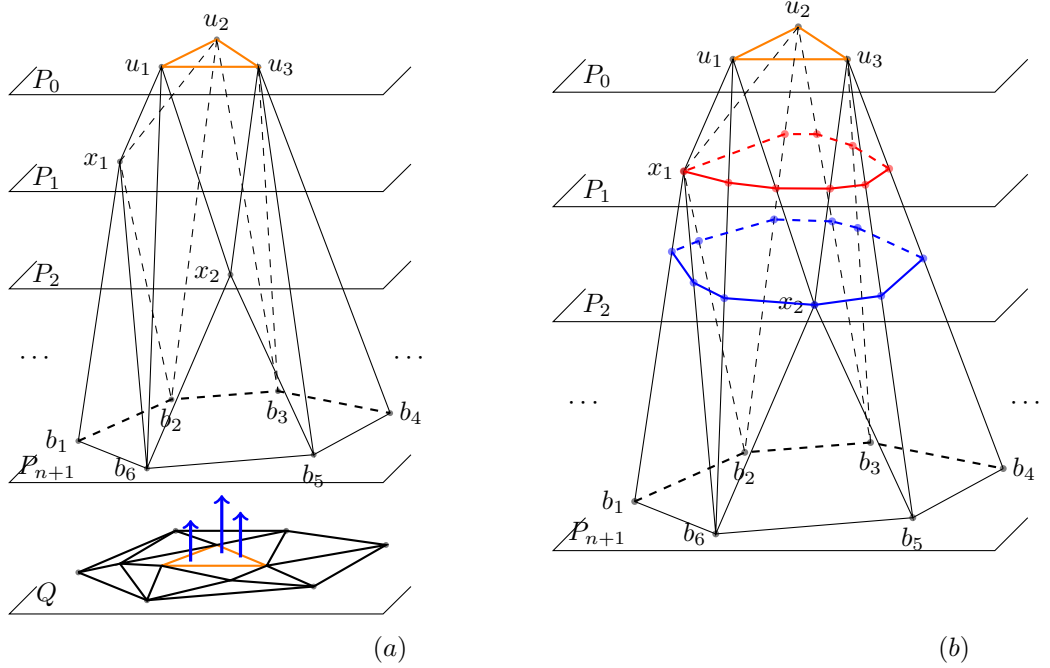 u₂
u₁ u₃
P₀
x₁
P₁
x₂
P₂
... ...
b₁ b₂ b₃ b₄
b₆ b₅
Pₙ₊₁
Q
(a)
u₂
u₁ u₃
P₀
x₁
P₁
x₂
P₂
... ...
b₁ b₂ b₃ b₄
b₆ b₅
Pₙ₊₁
(b)